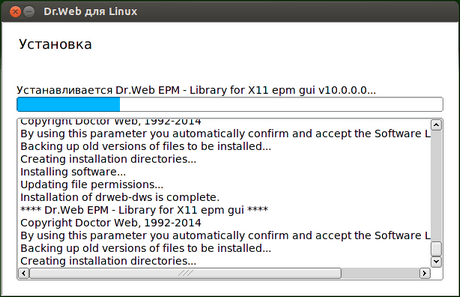 Dr.Web для Linux
Установка
Устанавливается Dr.Web EPM - Library for X11 epm gui v10.0.0.0...
Copyright Doctor Web, 1992-2014
By using this parameter you automatically confirm and accept the Software L
Backing up old versions of files to be installed...
Creating installation directories...
Installing software...
Updating file permissions...
Installation of drweb-dws is complete.
**** Dr.Web EPM - Library for X11 epm gui ****
Copyright Doctor Web, 1992-2014
By using this parameter you automatically confirm and accept the Software L
Backing up old versions of files to be installed...
Creating installation directories...